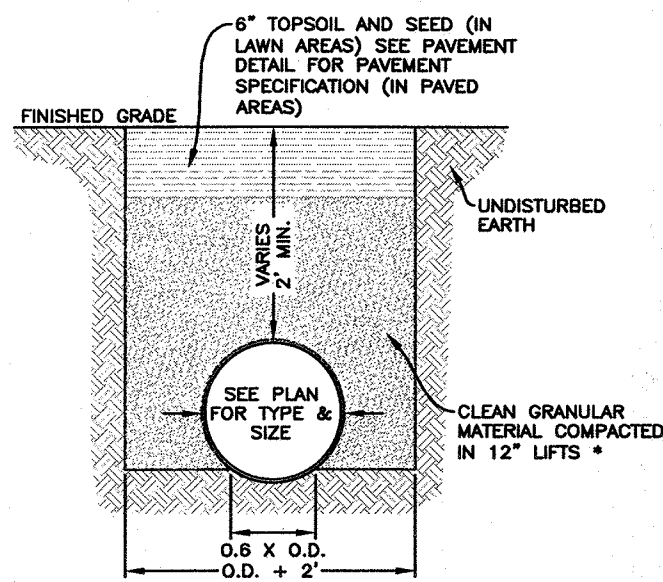 6" TOPSOIL AND SEED (IN
LAWN AREAS) SEE PAVEMENT
DETAIL FOR PAVEMENT
SPECIFICATION (IN PAVED
AREAS)
FINISHED GRADE
UNDISTURBED
EARTH
VARIES
2' MIN.
SEE PLAN
FOR TYPE &
SIZE
CLEAN GRANULAR
MATERIAL COMPACTED
IN 12" LIFTS *
0.6 X O.D.
O.D. + 2'